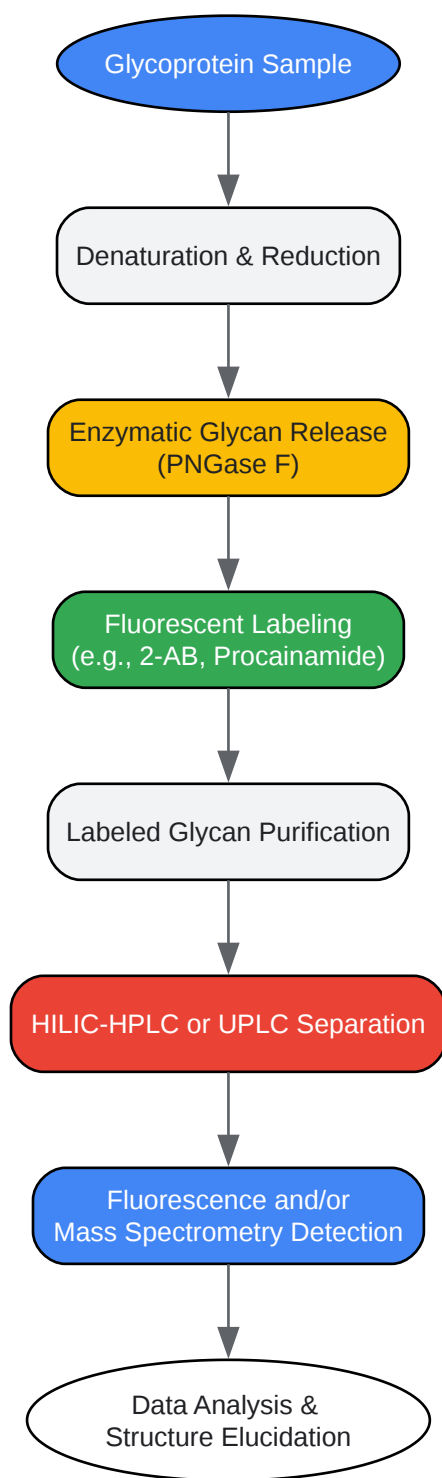 Glycoprotein Sample
Denaturation & Reduction
Enzymatic Glycan Release
(PNGase F)
Fluorescent Labeling
(e.g., 2-AB, Procainamide)
Labeled Glycan Purification
HILIC-HPLC or UPLC Separation
Fluorescence and/or
Mass Spectrometry Detection
Data Analysis &
Structure Elucidation